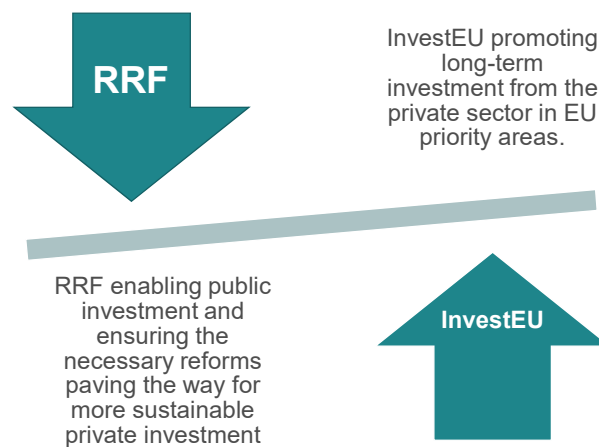 RRF
InvestEU promoting
long-term
investment from the
private sector in EU
priority areas.
RRF enabling public
investment and
ensuring the
necessary reforms
paving the way for
more sustainable
private investment
InvestEU